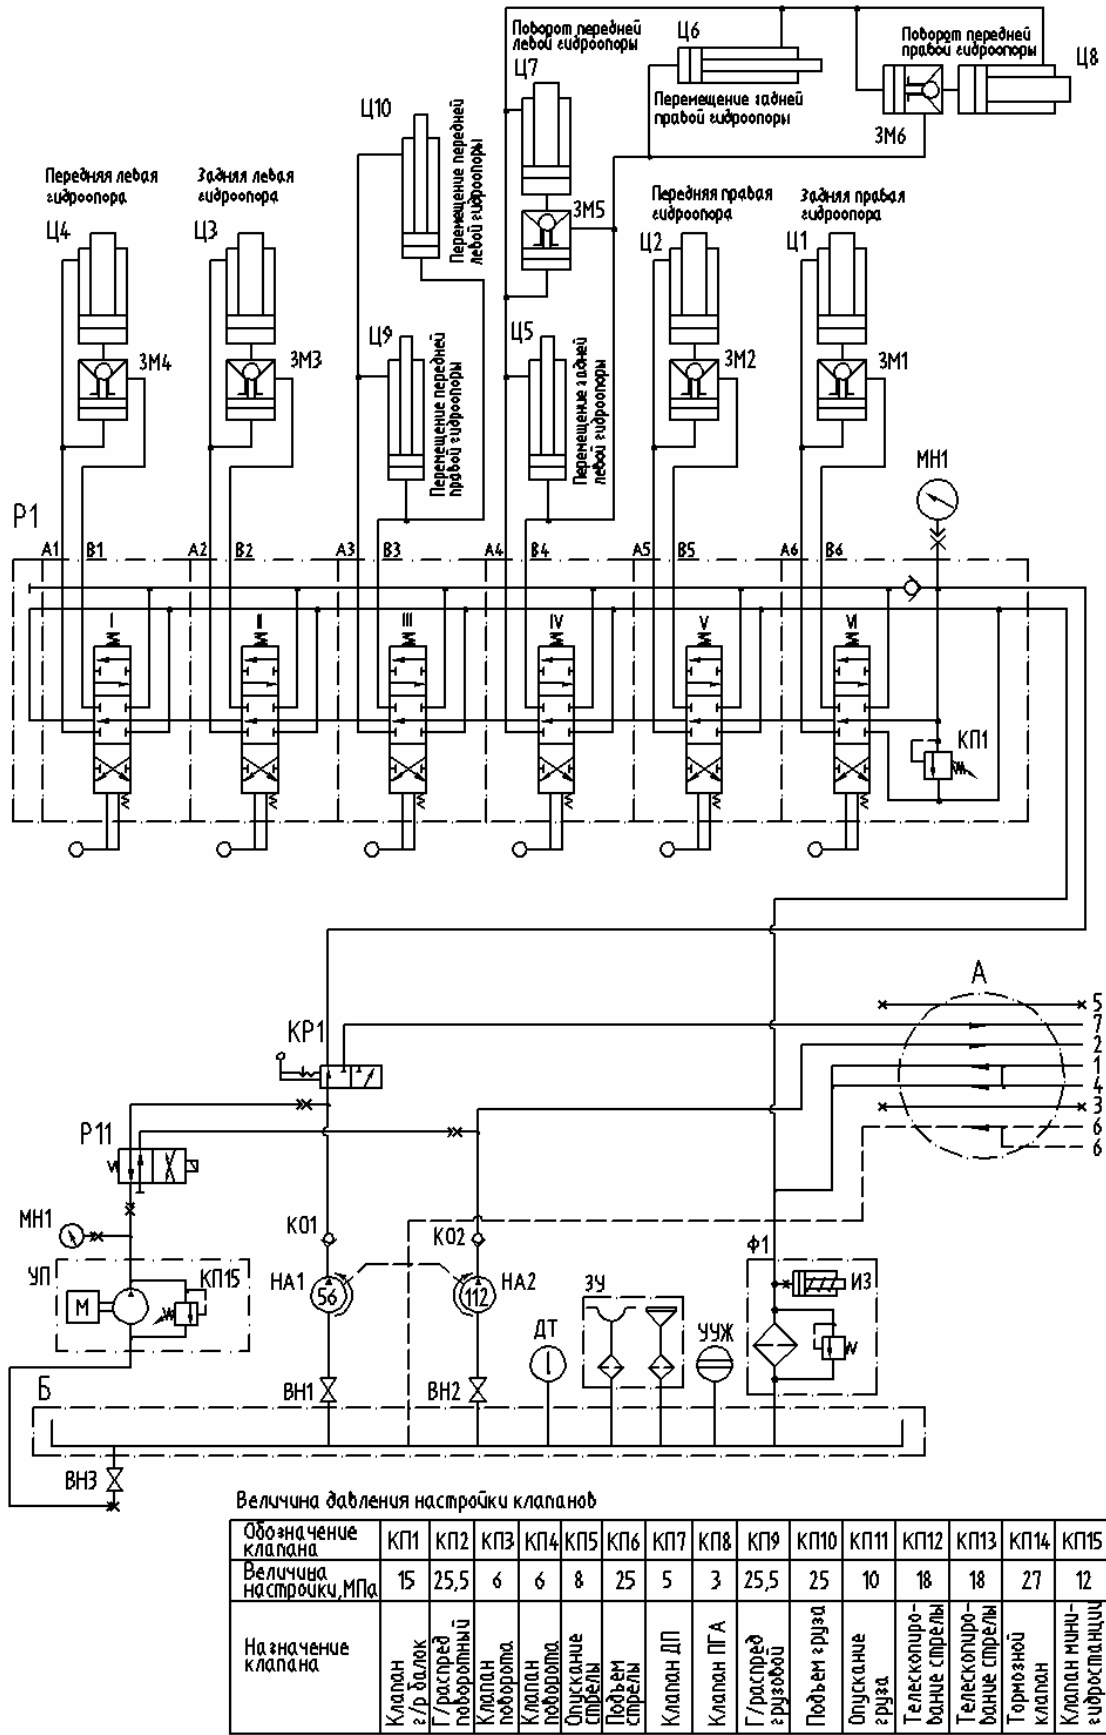 Поворот передней
левой гидроопоры
Ц7
Ц6
Поворот передней
правой гидроопоры
Ц8
Перемещение задней
правой гидроопоры
ЗМ6
Ц10
Перемещение передней
левой гидроопоры
Передняя левая
гидроопора
Ц4
Задняя левая
гидроопора
Ц3
ЗМ5
Передняя правая
гидроопора
Ц2
Задняя правая
гидроопора
Ц1
ЗМ4
ЗМ3
Ц9
Перемещение передней
правой гидроопоры
Ц5
Перемещение задней
левой гидроопоры
ЗМ2
ЗМ1
МН1
Р1
А1 В1 А2 В2 А3 В3 А4 В4 А5 В5 А6 В6
I II III IV V VI
КП1
А
5
7
2
1
4
3
6
6
КР1
Р11
МН1
КО1
КО2
УП
М
КП15
НА1
56
112
НА2
ЗУ
ДТ
УУЖ
Ф1
ИЗ
Б
ВН1
ВН2
ВН3
Величина давления настройки клапанов
Обозначение
клапана
КП1 КП2 КП3 КП4 КП5 КП6 КП7 КП8 КП9 КП10 КП11 КП12 КП13 КП14 КП15
Величина
настройки,МПа
15 25,5 6 6 8 25 5 3 25,5 25 10 18 18 27 12
Назначение
клапана
Клапан
г/р балок
Г/распред
поворотный
Клапан
поворота
Клапан
поворота
Опускание
стрелы
Подъем
стрелы
Клапан ДП
Клапан ПГА
Г/распред
грузовой
Подъем груза
Опускание
груза
Телескопиро-
вание стрелы
Телескопиро-
вание стрелы
Тормозной
клапан
Клапан мини-
гидростанции